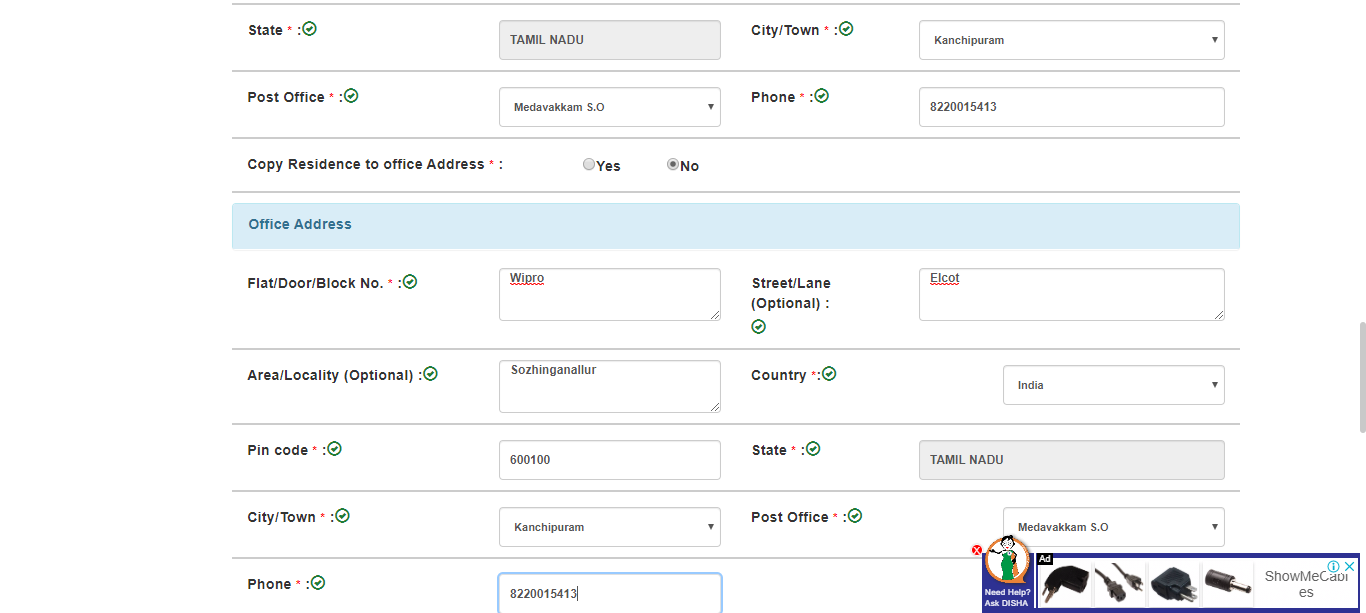 State * :
TAMIL NADU
City/Town * :
Kanchipuram
Post Office * :
Medavakkam S.O
Phone * :
8220015413
Copy Residence to office Address * :
Yes
No
Office Address
Flat/Door/Block No. * :
Wipro
Street/Lane
(Optional) :
Elcot
Area/Locality (Optional) :
Sozhinganallur
Country *:
India
Pin code * :
600100
State * :
TAMIL NADU
City/Town * :
Kanchipuram
Post Office * :
Medavakkam S.O
Phone * :
8220015413
Need Help?
Ask DISHA
Ad
ShowMeCabl
es